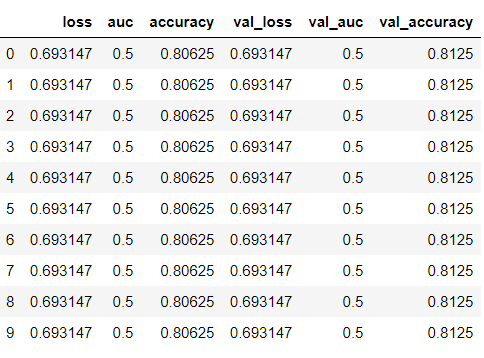 loss auc accuracy val_loss val_auc val_accuracy
0 0.693147 0.5 0.80625 0.693147 0.5 0.8125
1 0.693147 0.5 0.80625 0.693147 0.5 0.8125
2 0.693147 0.5 0.80625 0.693147 0.5 0.8125
3 0.693147 0.5 0.80625 0.693147 0.5 0.8125
4 0.693147 0.5 0.80625 0.693147 0.5 0.8125
5 0.693147 0.5 0.80625 0.693147 0.5 0.8125
6 0.693147 0.5 0.80625 0.693147 0.5 0.8125
7 0.693147 0.5 0.80625 0.693147 0.5 0.8125
8 0.693147 0.5 0.80625 0.693147 0.5 0.8125
9 0.693147 0.5 0.80625 0.693147 0.5 0.8125